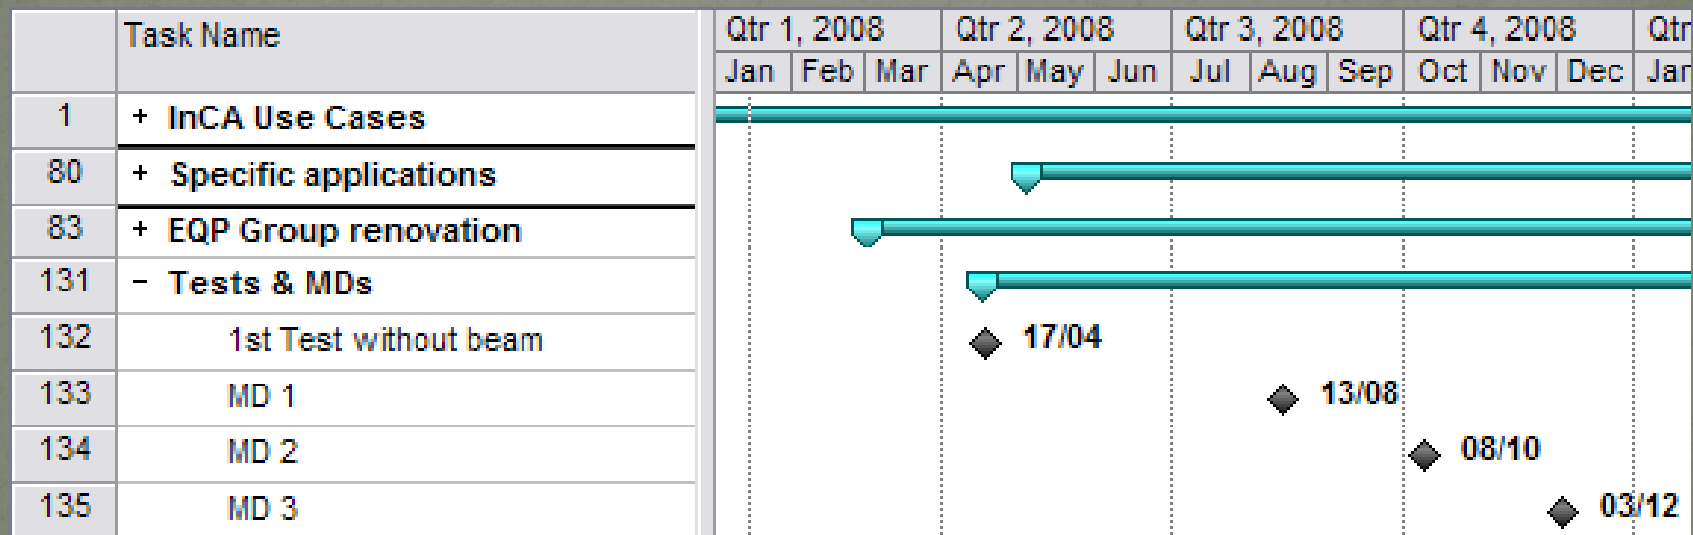 Task Name
Qtr 1, 2008 Qtr 2, 2008 Qtr 3, 2008 Qtr 4, 2008 Qtr
Jan Feb Mar Apr May Jun Jul Aug Sep Oct Nov Dec Jan
1 + InCA Use Cases
80 + Specific applications
83 + EQP Group renovation
131 − Tests & MDs
132 1st Test without beam 17/04
133 MD 1 13/08
134 MD 2 08/10
135 MD 3 03/12